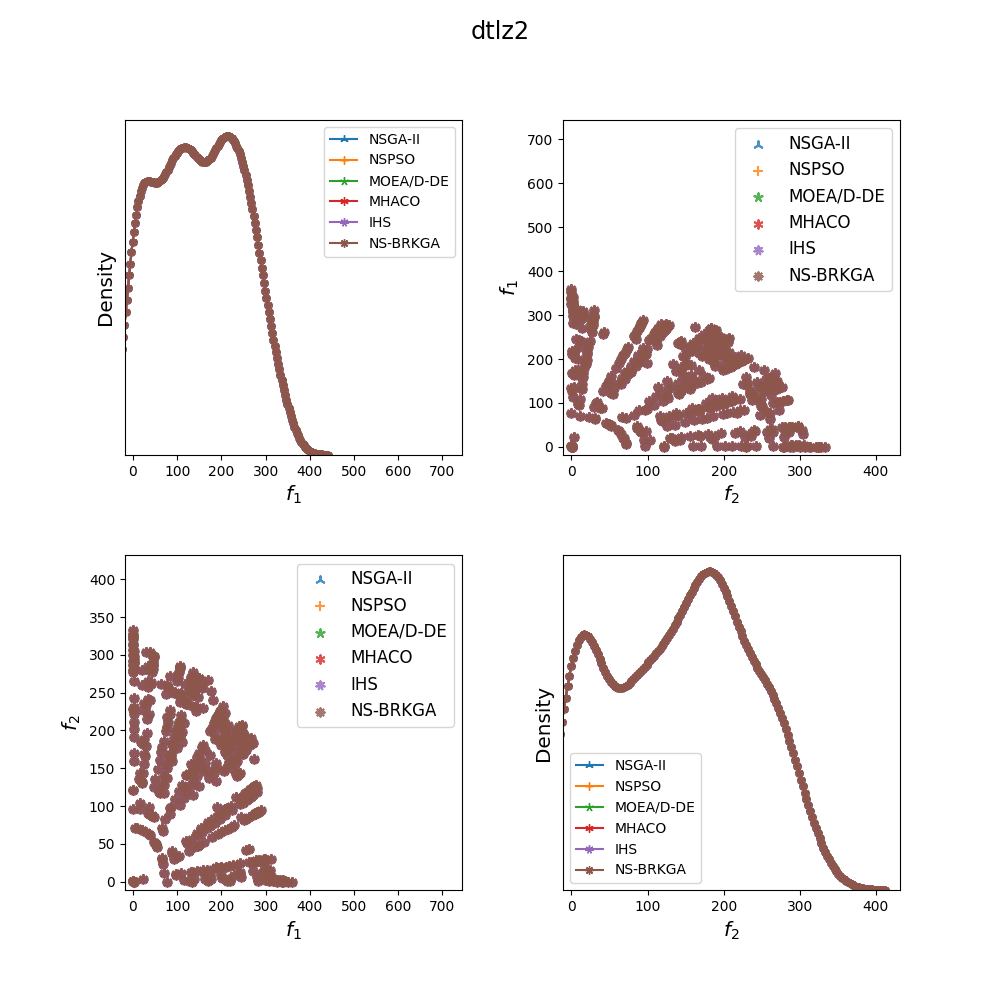 dtlz2
Density
0 100 200 300 400 500 600 700
f1
NSGA-II
NSPSO
MOEA/D-DE
MHACO
IHS
NS-BRKGA
f1
700
600
500
400
300
200
100
0
0 100 200 300 400
f2
NSGA-II
NSPSO
MOEA/D-DE
MHACO
IHS
NS-BRKGA
f2
400
350
300
250
200
150
100
50
0
0 100 200 300 400 500 600 700
f1
NSGA-II
NSPSO
MOEA/D-DE
MHACO
IHS
NS-BRKGA
Density
0 100 200 300 400
f2
NSGA-II
NSPSO
MOEA/D-DE
MHACO
IHS
NS-BRKGA